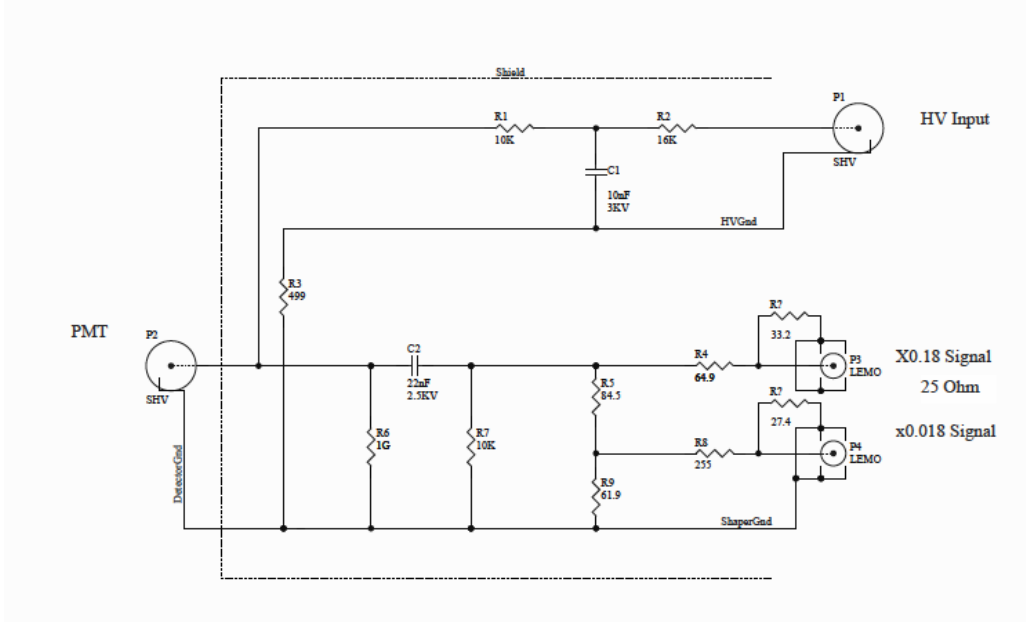 Shield
P1
HV Input
R1
10K
R2
16K
SHV
C1
10nF
3KV
HVGnd
R3
499
PMT
P2
SHV
DetectorGnd
C2
22nF
2.5KV
R6
1G
R7
10K
R5
84.5
R4
64.9
R?
33.2
P3
LEMO
X0.18 Signal
25 Ohm
R?
27.4
x0.018 Signal
R8
255
P4
LEMO
R9
61.9
ShaperGnd